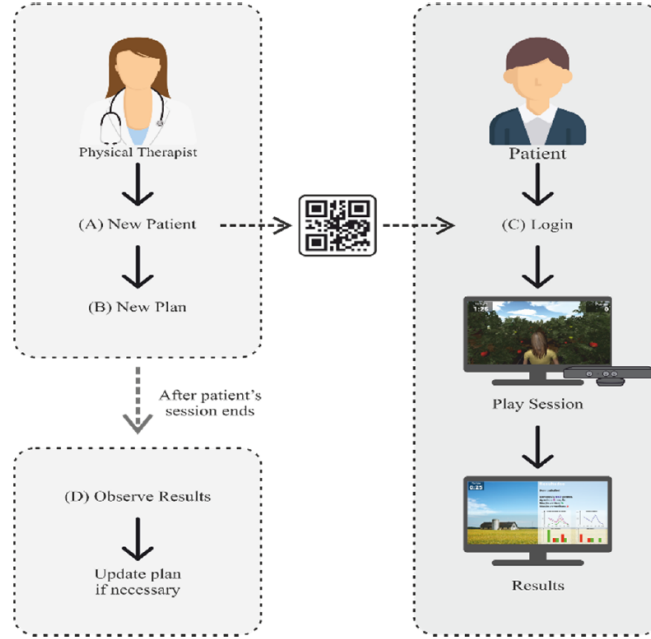 Physical Therapist
(A) New Patient
(B) New Plan
After patient's
session ends
(D) Observe Results
Update plan
if necessary
Patient
(C) Login
Play Session
Results